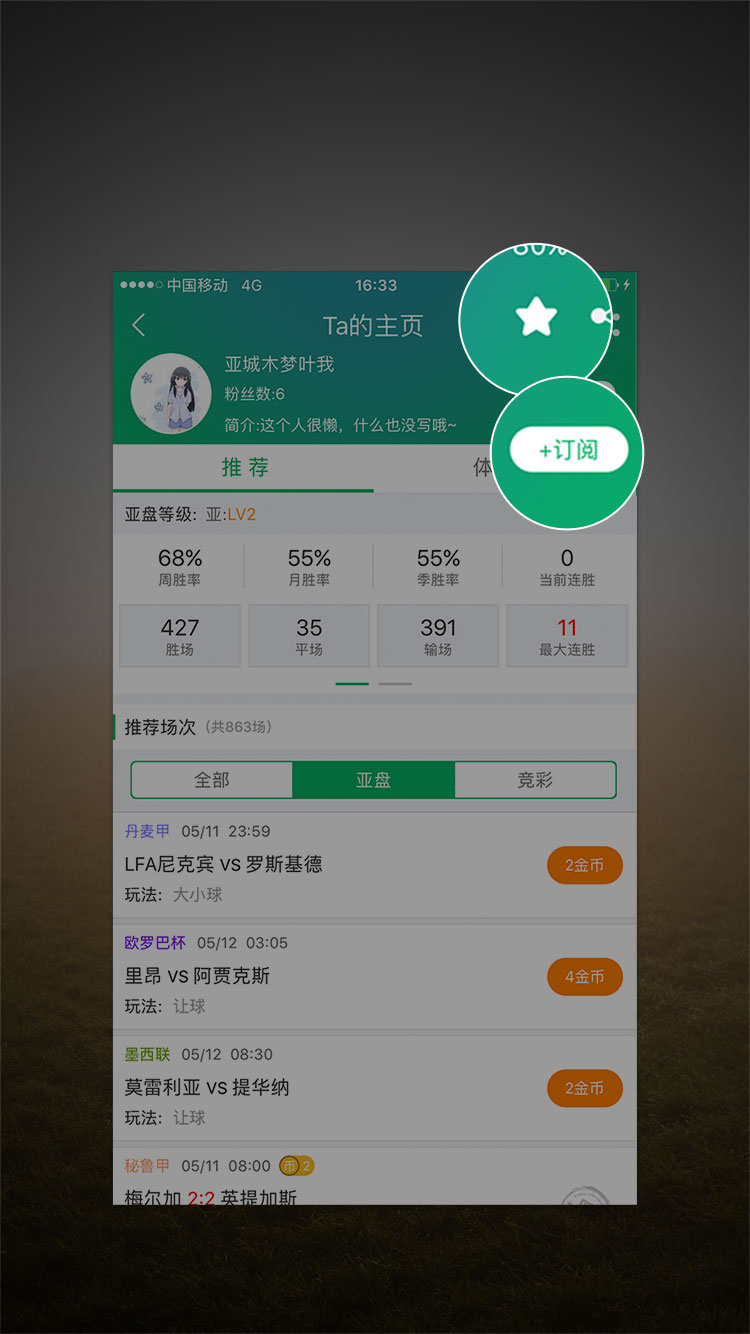 中国移动 4G 16:33
80%
Ta的主页
亚城木梦叶我
粉丝数:6
简介:这个人很懒，什么也没写哦~
+订阅
推荐 体
亚盘等级: 亚:LV2
68% 55% 55% 0
周胜率 月胜率 季胜率 当前连胜
427 35 391 11
胜场 平场 输场 最大连胜
推荐场次 (共863场)
全部 亚盘 竞彩
丹麦甲 05/11 23:59
LFA尼克宾 VS 罗斯基德 2金币
玩法: 大小球
欧罗巴杯 05/12 03:05
里昂 VS 阿贾克斯 4金币
玩法: 让球
墨西联 05/12 08:30
莫雷利亚 VS 提华纳 2金币
玩法: 让球
秘鲁甲 05/11 08:00 币 2
梅尔加 2:2 英提加斯